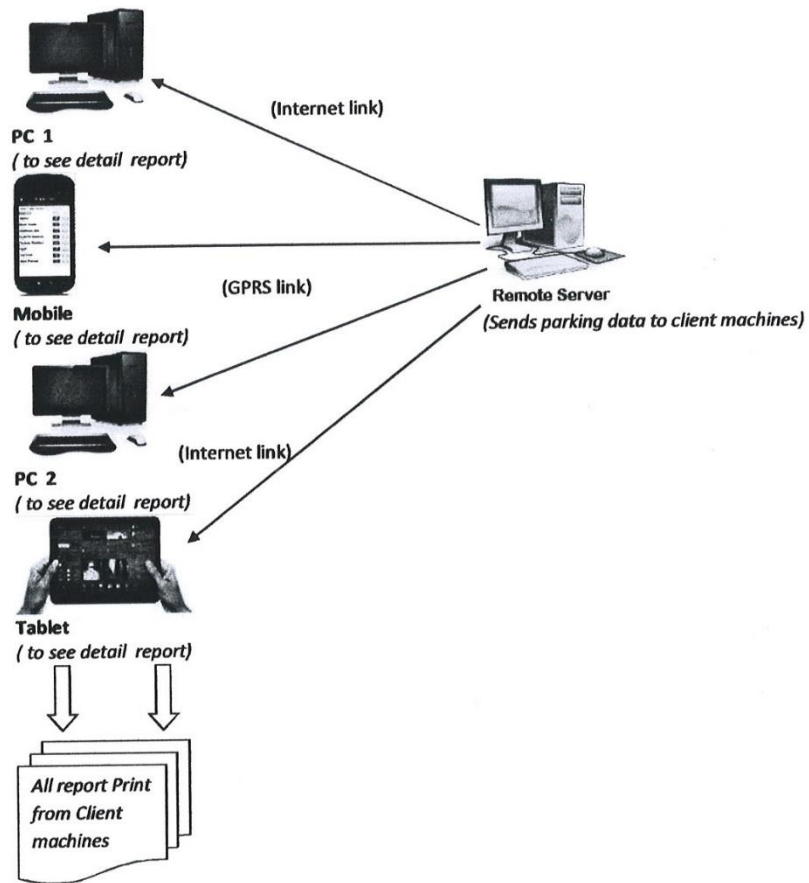 (Internet link)
PC 1
( to see detail report)
(GPRS link)
Remote Server
(Sends parking data to client machines)
Mobile
( to see detail report)
(Internet link)
PC 2
( to see detail report)
Tablet
( to see detail report)
All report Print
from Client
machines